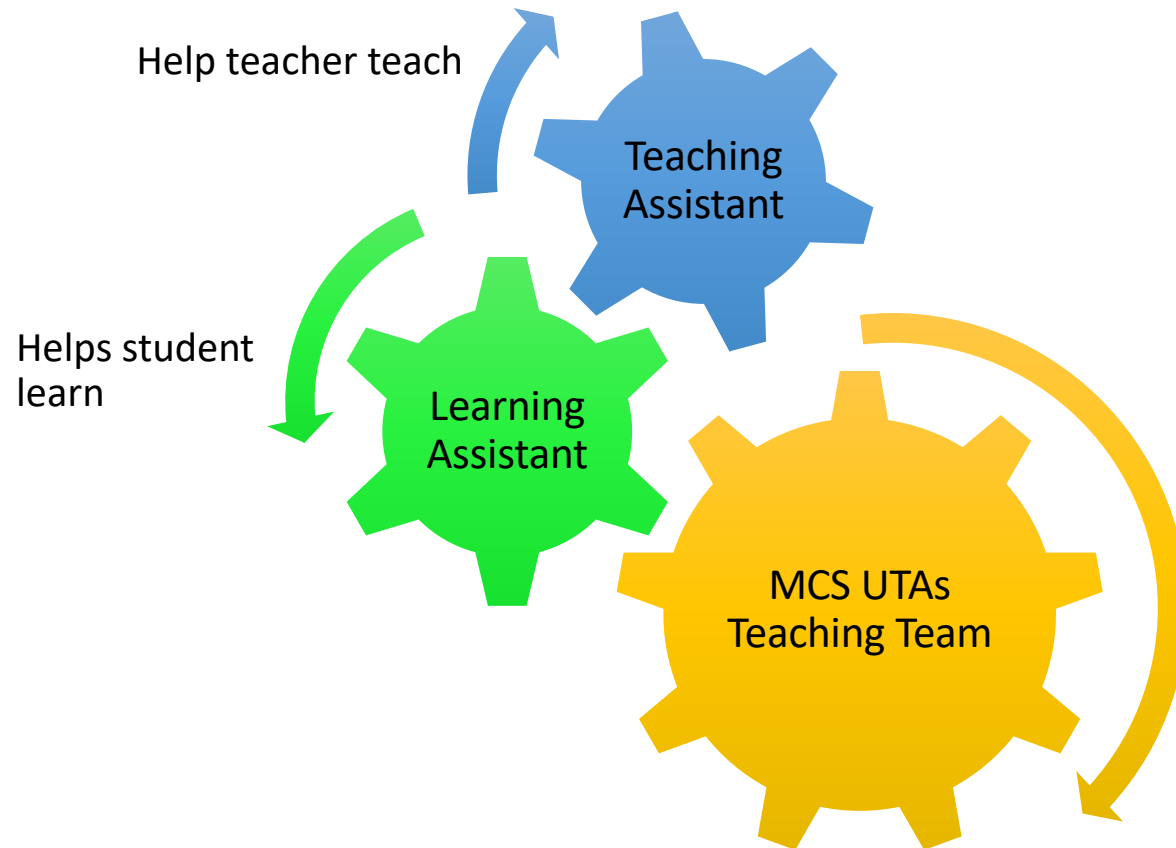 Help teacher teach
Teaching
Assistant
Helps student
learn
Learning
Assistant
MCS UTAs
Teaching Team